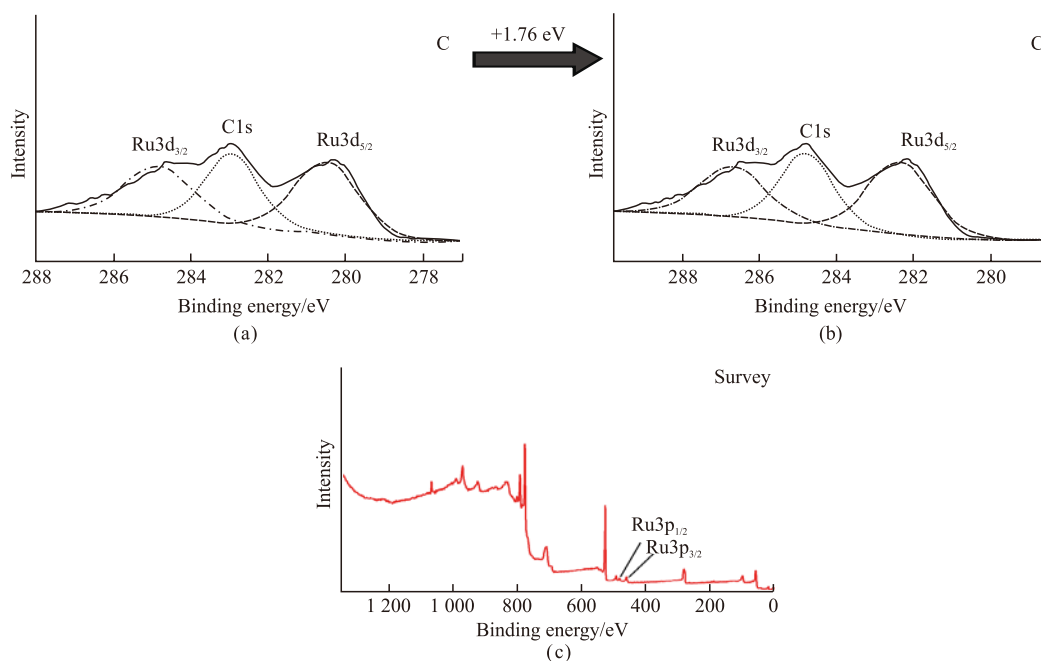 C
+1.76 eV
C
Ru3d3/2
C1s
Ru3d5/2
Intensity
288 286 284 282 280 278
Binding energy/eV
(a)
Ru3d3/2
C1s
Ru3d5/2
Intensity
288 286 284 282 280
Binding energy/eV
(b)
Survey
Intensity
Ru3p1/2
Ru3p3/2
1 200 1 000 800 600 400 200 0
Binding energy/eV
(c)